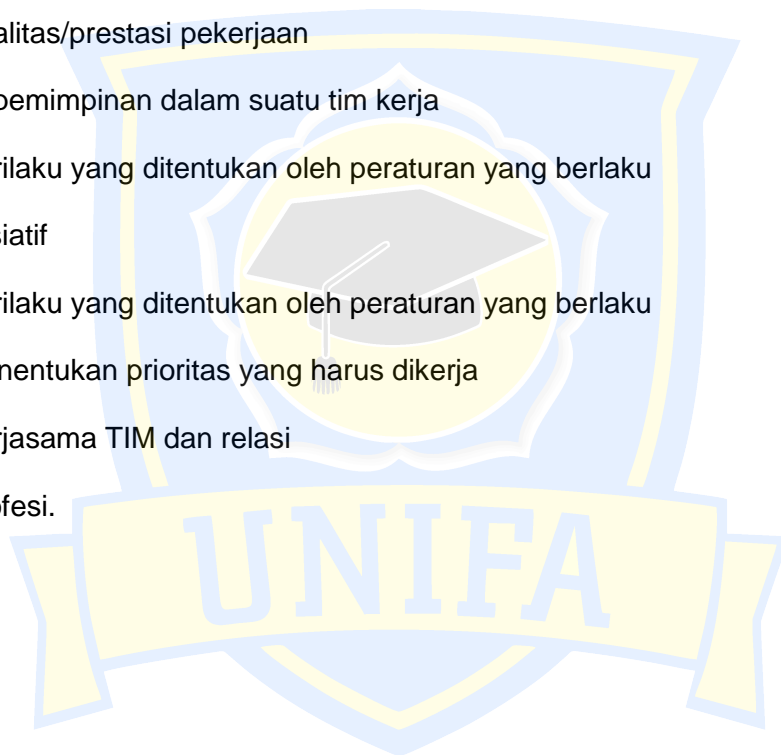 alitas/prestasi pekerjaan
pemimpinan dalam suatu tim kerja
rilaku yang ditentukan oleh peraturan yang berlaku
siatif
rilaku yang ditentukan oleh peraturan yang berlaku
nentukan prioritas yang harus dikerja
rjasama TIM dan relasi
ofesi.
UNIFA